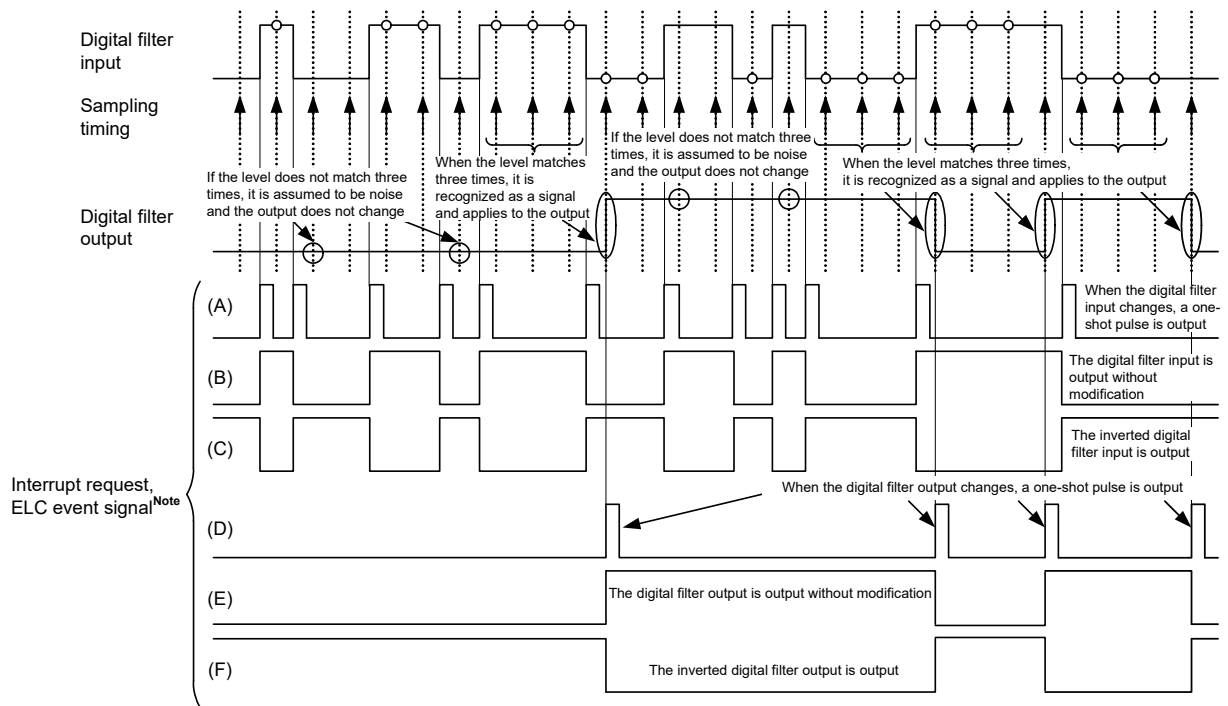 Digital filter
input
Sampling
timing
If the level does not match three
times, it is assumed to be noise
and the output does not change
When the level matches
three times, it is
recognized as a signal
and applies to the output
If the level does not match three
times, it is assumed to be noise
and the output does not change
When the level matches three times,
it is recognized as a signal and applies to the output
Digital filter
output
(A)
When the digital filter
input changes, a one-
shot pulse is output
(B)
The digital filter input is
output without
modification
(C)
The inverted digital
filter input is output
Interrupt request,
ELC event signal Note
When the digital filter output changes, a one-shot pulse is output
(D)
(E)
The digital filter output is output without modification
(F)
The inverted digital filter output is output